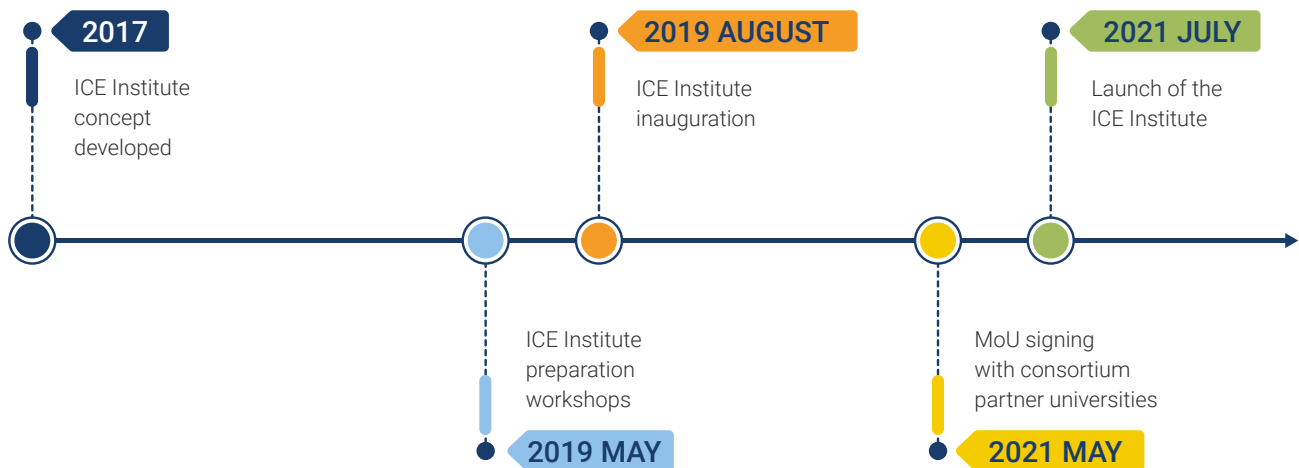 2017
ICE Institute
concept
developed
2019 AUGUST
ICE Institute
inauguration
2021 JULY
Launch of the
ICE Institute
ICE Institute
preparation
workshops
2019 MAY
MoU signing
with consortium
partner universities
2021 MAY